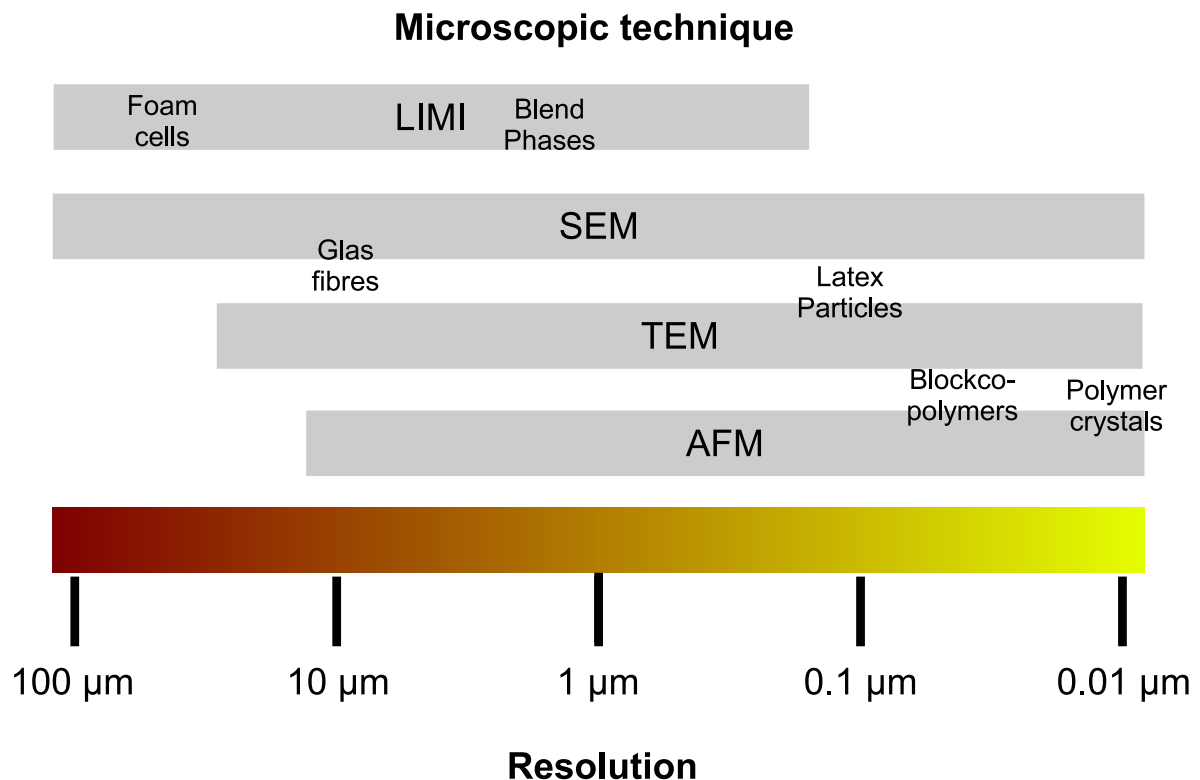 Microscopic technique
Foam
cells
LIMI
Blend
Phases
SEM
Glas
fibres
Latex
Particles
TEM
Blockco-
polymers
Polymer
crystals
AFM
100 µm
10 µm
1 µm
0.1 µm
0.01 µm
Resolution